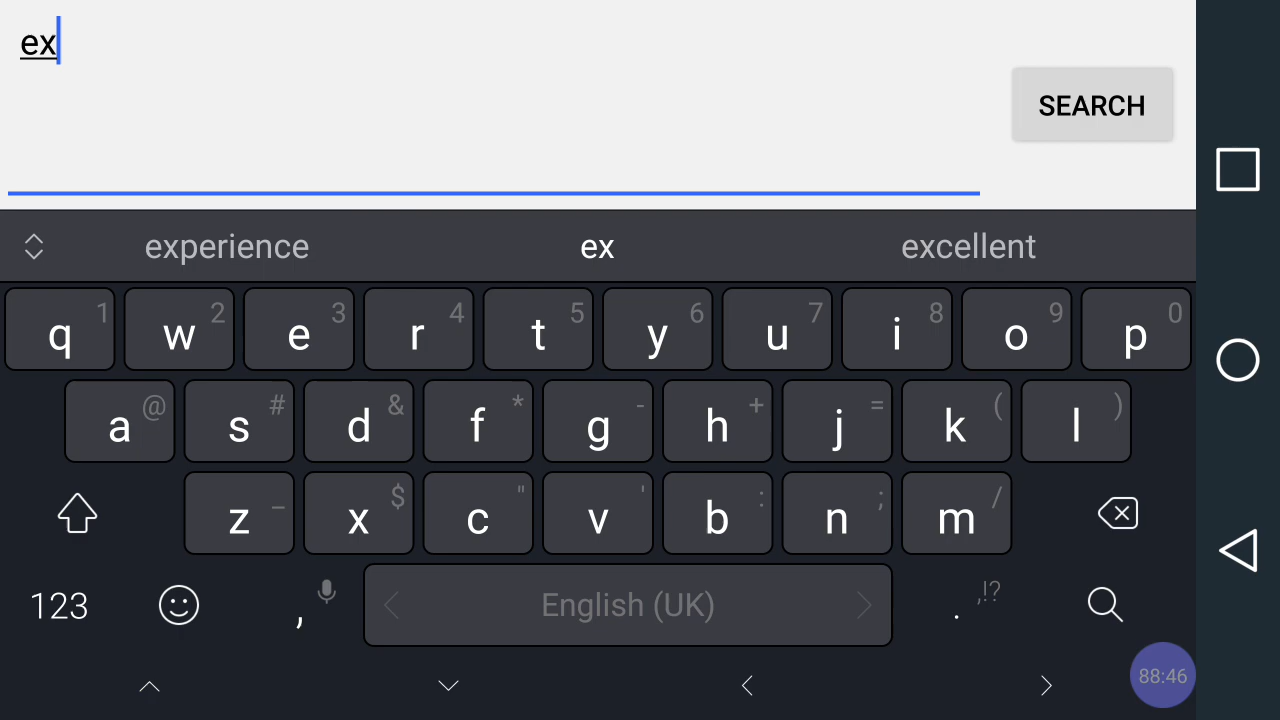 ex
SEARCH
experience ex excellent
q 1 w 2 e 3 r 4 t 5 y 6 u 7 i 8 o 9 p 0
a @ s # d & f * g - h + j = k ( l )
z _ x $ c " v ' b : n ; m /
123 , English (UK) . ,!?
88:46